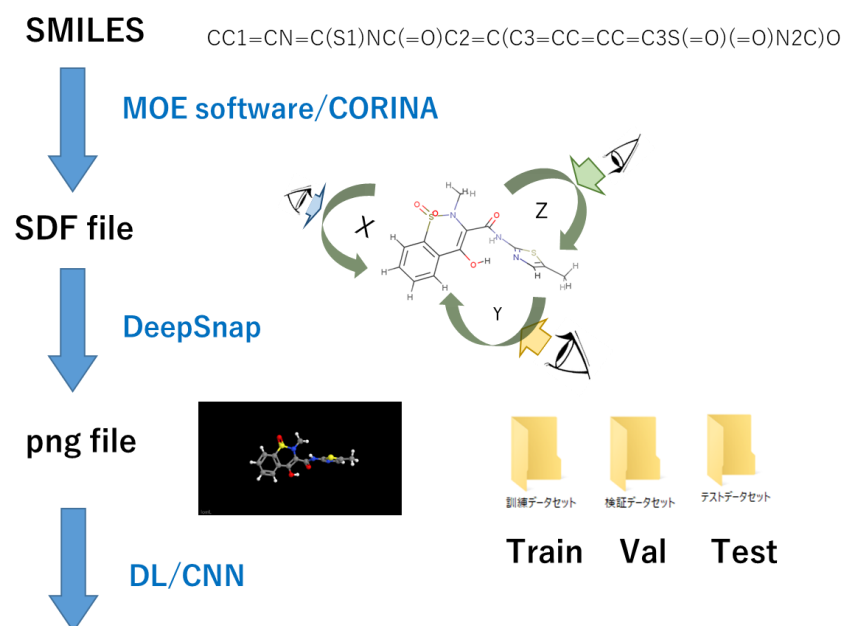 SMILES
CC1=CN=C(S1)NC(=O)C2=C(C3=CC=CC=C3S(=O)(=O)N2C)O
MOE software/CORINA
SDF file
X
Z
Y
DeepSnap
png file
訓練データセット
検証データセット
テストデータセット
Train
Val
Test
DL/CNN